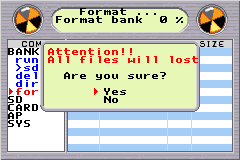 Format ...
Format bank 0 %
COM SIZE
BANK
run
>sd
del
dir
for
SD
CARD
AP
SYS
Attention!!
All files will lost
Are you sure?
Yes
No